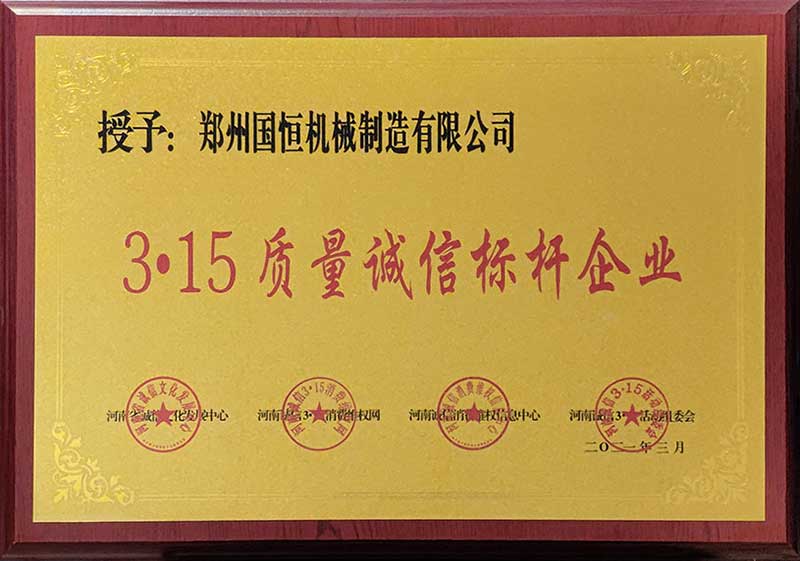 授予：郑州国恒机械制造有限公司
3•15质量诚信标杆企业
河南省诚信文化发展中心
河南诚信3•15消费维权网
河南诚信消费维权信息中心
河南诚信3•15活动组委会
二〇二一年三月